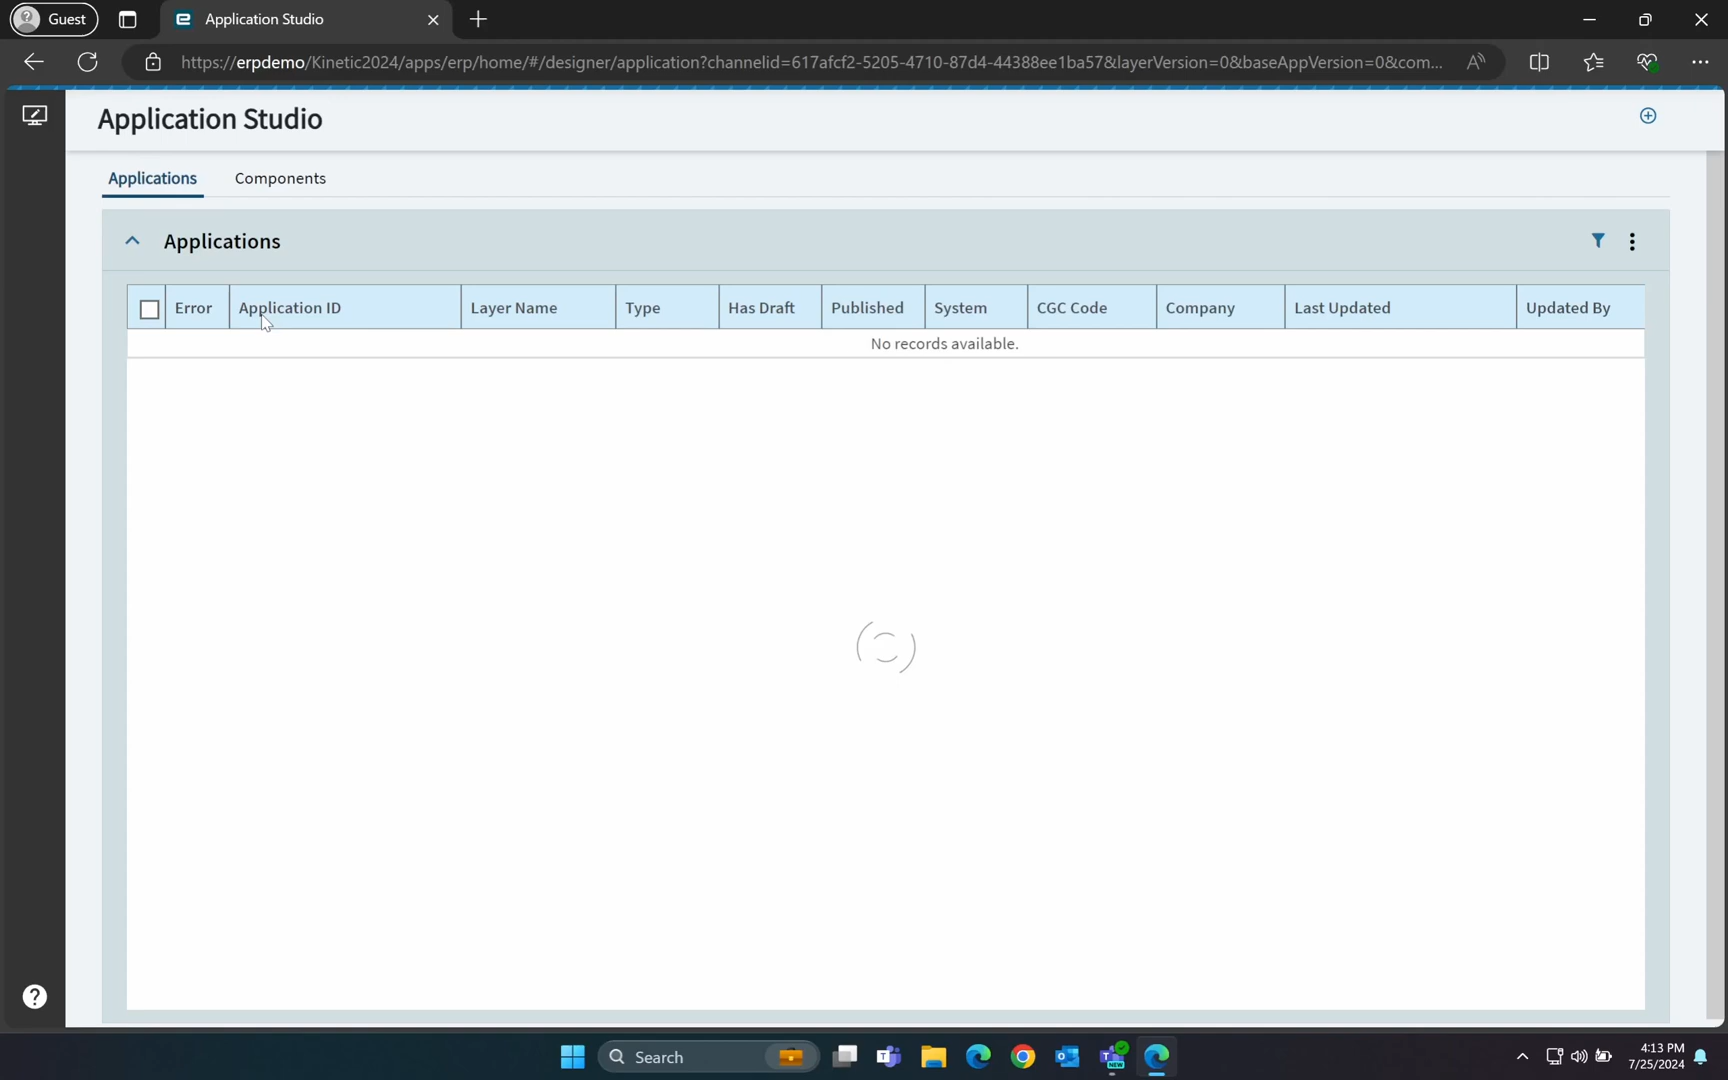 Guest
Application Studio
https://erpdemo/Kinetic2024/apps/erp/home/#/designer/application?channelid=617afcf2-5205-4710-87d4-44388ee1ba57&layerVersion=0&baseAppVersion=0&com...
Application Studio
Applications Components
Applications
Error Application ID Layer Name Type Has Draft Published System CGC Code Company Last Updated Updated By
No records available.
Search
NEW
4:13 PM
7/25/2024